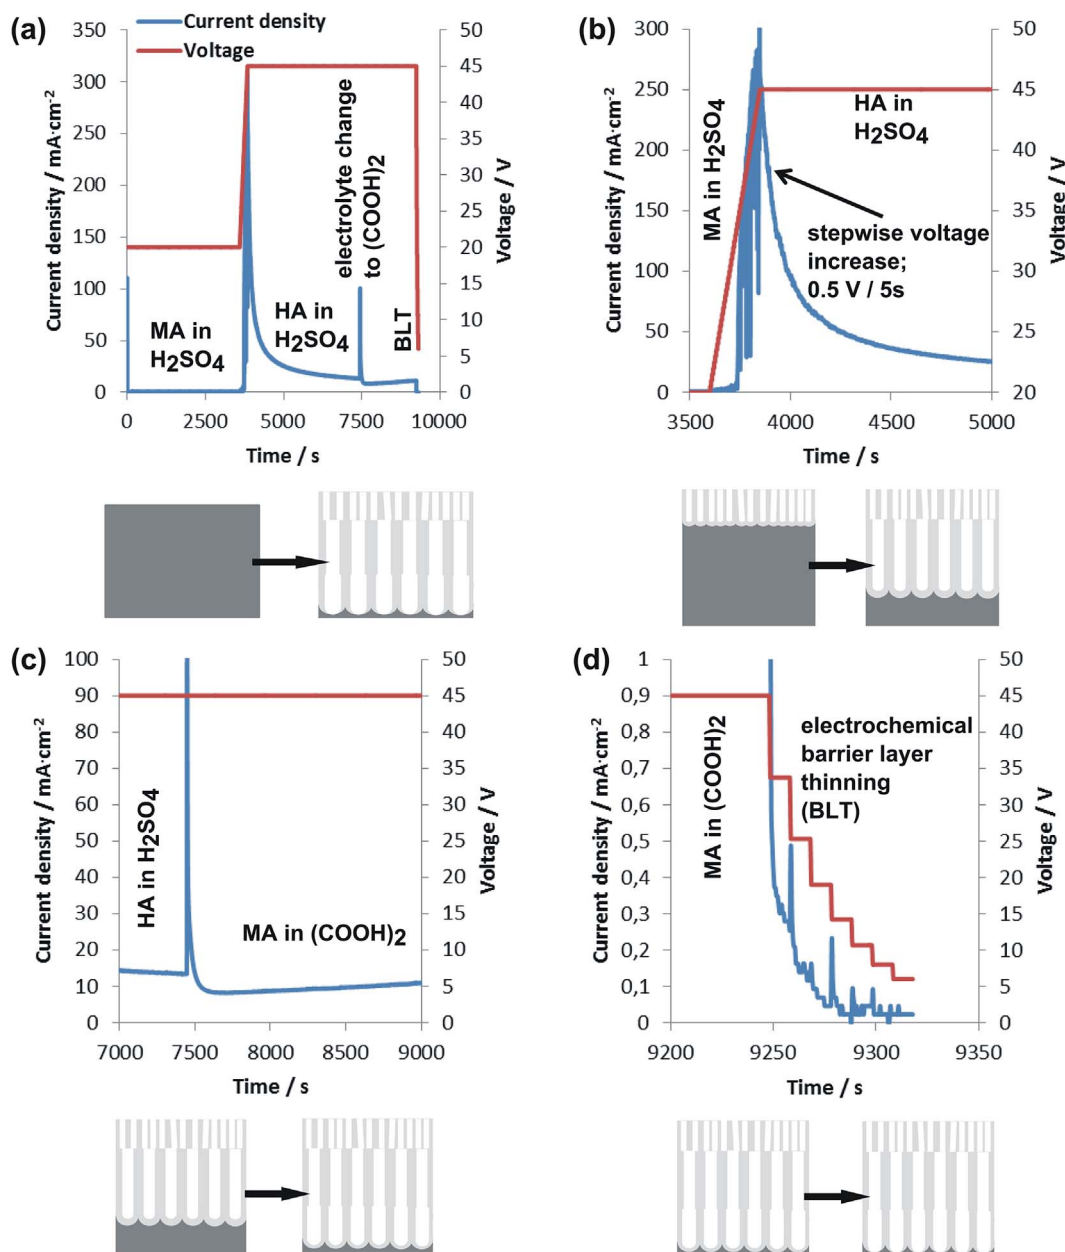 (a)
Current density
Voltage
350
300
250
200
150
100
50
0
Current density / mA·cm-2
50
45
40
35
30
25
20
15
10
5
0
Voltage / V
MA in
H2SO4
HA in
H2SO4
electrolyte change
to (COOH)2
BLT
0 2500 5000 7500 10000
Time / s
(b)
300
250
200
150
100
50
0
Current density / mA·cm-2
50
45
40
35
30
25
20
Voltage / V
MA in H2SO4
HA in
H2SO4
stepwise voltage
increase;
0.5 V / 5s
3500 4000 4500 5000
Time / s
(c)
100
90
80
70
60
50
40
30
20
10
0
Current density / mA·cm-2
50
45
40
35
30
25
20
15
10
5
0
Voltage / V
HA in H2SO4
MA in (COOH)2
7000 7500 8000 8500 9000
Time / s
(d)
1
0,9
0,8
0,7
0,6
0,5
0,4
0,3
0,2
0,1
0
Current density / mA·cm-2
50
45
40
35
30
25
20
15
10
5
0
Voltage / V
MA in (COOH)2
electrochemical
barrier layer
thinning
(BLT)
9200 9250 9300 9350
Time / s